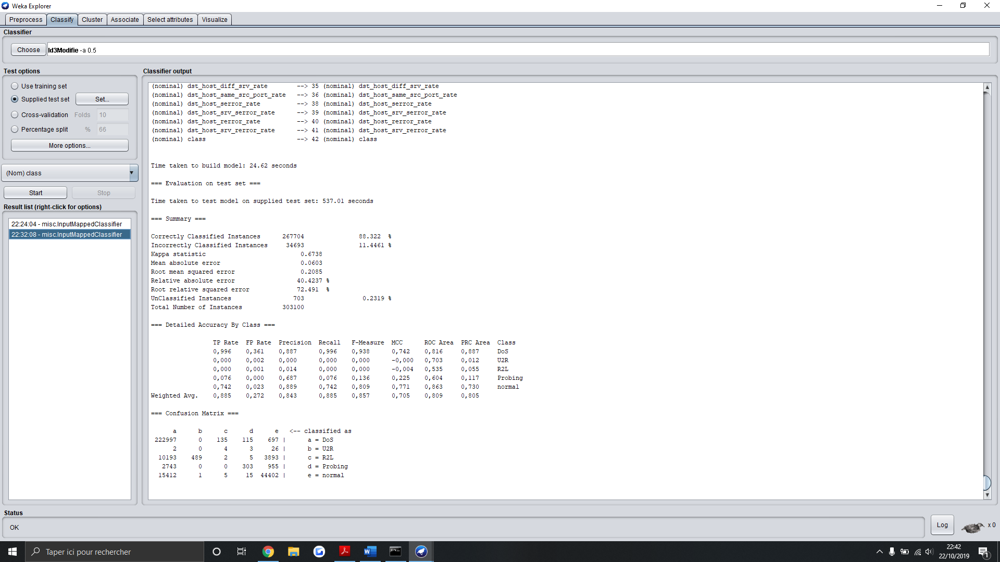 Weka Explorer
Preprocess Classify Cluster Associate Select attributes Visualize
Classifier
Choose Id3Modifie -a 0.5
Test options
Use training set
Supplied test set Set...
Cross-validation Folds 10
Percentage split % 66
More options...
(Nom) class
Start Stop
Result list (right-click for options)
22:24:04 - misc.InputMappedClassifier
22:32:08 - misc.InputMappedClassifier
Classifier output
(nominal) dst_host_diff_srv_rate --> 35 (nominal) dst_host_diff_srv_rate
(nominal) dst_host_same_src_port_rate --> 36 (nominal) dst_host_same_src_port_rate
(nominal) dst_host_serror_rate --> 38 (nominal) dst_host_serror_rate
(nominal) dst_host_srv_serror_rate --> 39 (nominal) dst_host_srv_serror_rate
(nominal) dst_host_rerror_rate --> 40 (nominal) dst_host_rerror_rate
(nominal) dst_host_srv_rerror_rate --> 41 (nominal) dst_host_srv_rerror_rate
(nominal) class --> 42 (nominal) class
Time taken to build model: 24.62 seconds
=== Evaluation on test set ===
Time taken to test model on supplied test set: 537.01 seconds
=== Summary ===
Correctly Classified Instances 267704 88.322 %
Incorrectly Classified Instances 34693 11.4461 %
Kappa statistic 0.6738
Mean absolute error 0.0603
Root mean squared error 0.2085
Relative absolute error 40.4237 %
Root relative squared error 72.491 %
UnClassified Instances 703 0.2319 %
Total Number of Instances 303100
=== Detailed Accuracy By Class ===
TP Rate FP Rate Precision Recall F-Measure MCC ROC Area PRC Area Class
0,996 0,361 0,887 0,996 0,938 0,742 0,816 0,887 DoS
0,000 0,002 0,000 0,000 0,000 -0,000 0,703 0,012 U2R
0,000 0,001 0,014 0,000 0,000 -0,004 0,535 0,055 R2L
0,076 0,000 0,687 0,076 0,136 0,225 0,604 0,117 Probing
0,742 0,023 0,889 0,742 0,809 0,771 0,863 0,730 normal
Weighted Avg. 0,885 0,272 0,843 0,885 0,857 0,705 0,809 0,805
=== Confusion Matrix ===
a b c d e <-- classified as
222997 0 135 115 697 | a = DoS
2 0 4 3 26 | b = U2R
10193 489 2 5 3893 | c = R2L
2743 0 0 303 955 | d = Probing
15412 1 5 15 44402 | e = normal
Status
OK
Log x 0
Taper ici pour rechercher
22:42
22/10/2019
1